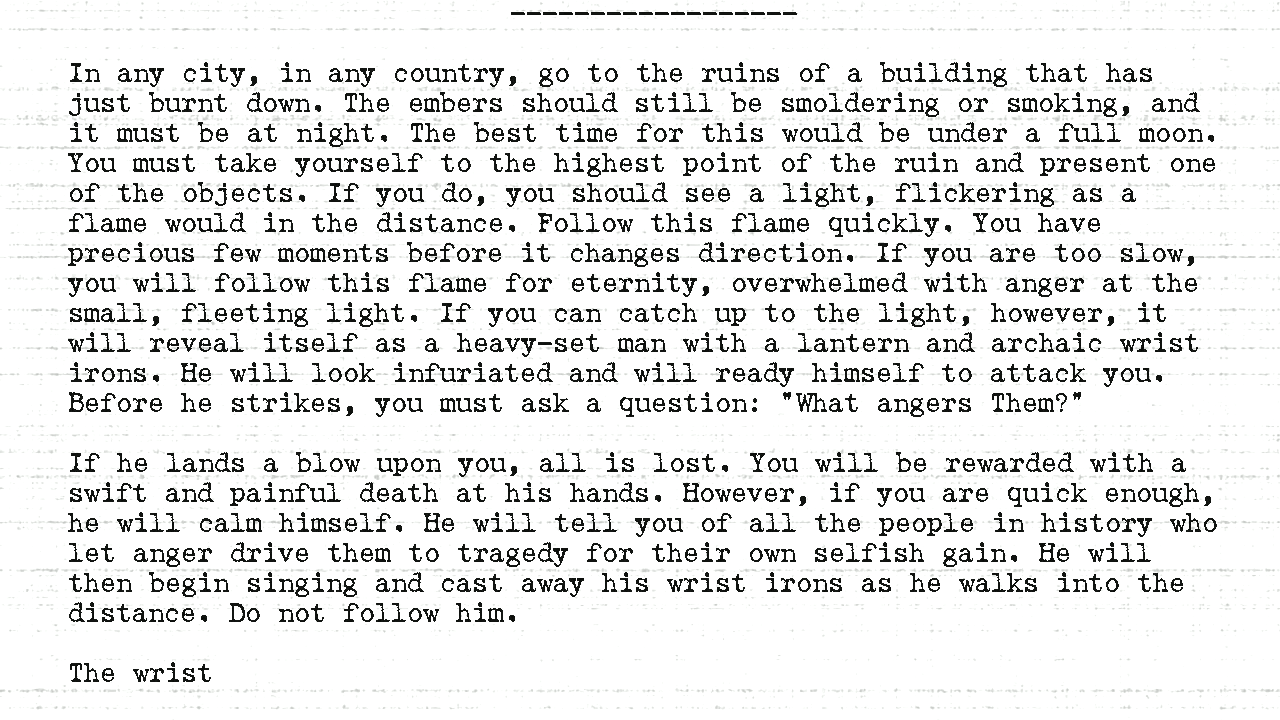 ------------------
In any city, in any country, go to the ruins of a building that has
just burnt down. The embers should still be smoldering or smoking, and
it must be at night. The best time for this would be under a full moon.
You must take yourself to the highest point of the ruin and present one
of the objects. If you do, you should see a light, flickering as a
flame would in the distance. Follow this flame quickly. You have
precious few moments before it changes direction. If you are too slow,
you will follow this flame for eternity, overwhelmed with anger at the
small, fleeting light. If you can catch up to the light, however, it
will reveal itself as a heavy-set man with a lantern and archaic wrist
irons. He will look infuriated and will ready himself to attack you.
Before he strikes, you must ask a question: "What angers Them?"
If he lands a blow upon you, all is lost. You will be rewarded with a
swift and painful death at his hands. However, if you are quick enough,
he will calm himself. He will tell you of all the people in history who
let anger drive them to tragedy for their own selfish gain. He will
then begin singing and cast away his wrist irons as he walks into the
distance. Do not follow him.
The wrist